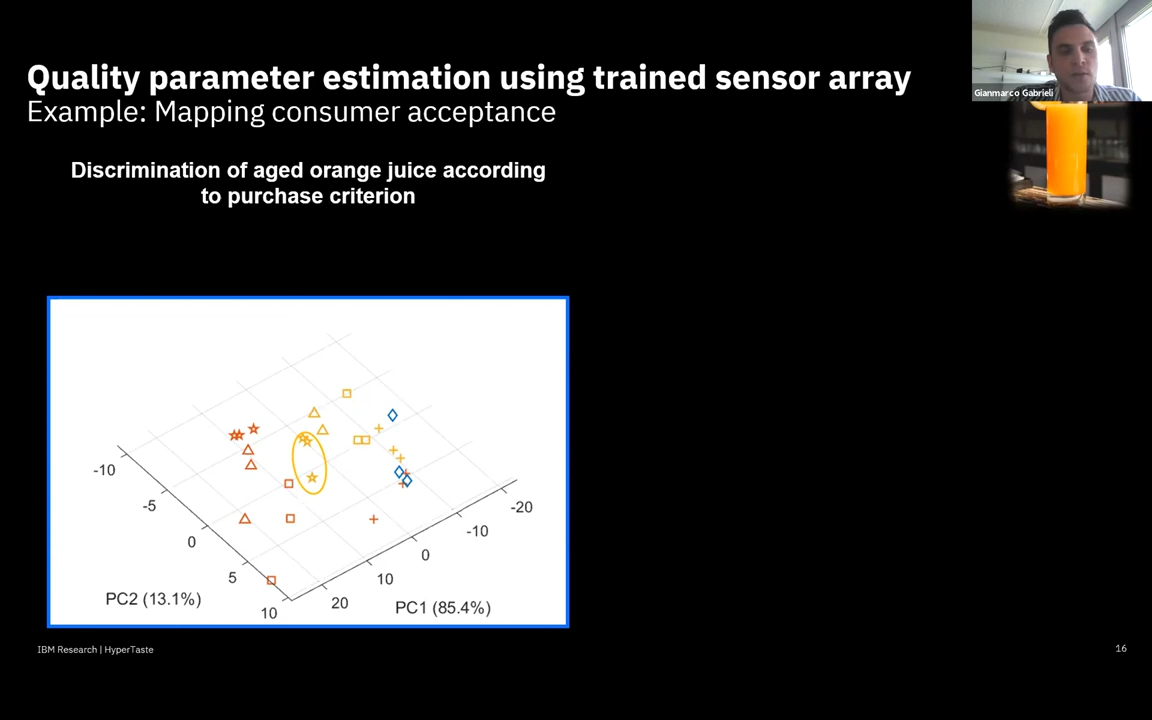 Quality parameter estimation using trained sensor array
Example: Mapping consumer acceptance
Gianmarco Gabrieli
Discrimination of aged orange juice according
to purchase criterion
-10
-5
0
5
10
PC2 (13.1%)
20
10
0
-10
-20
PC1 (85.4%)
IBM Research | HyperTaste
16